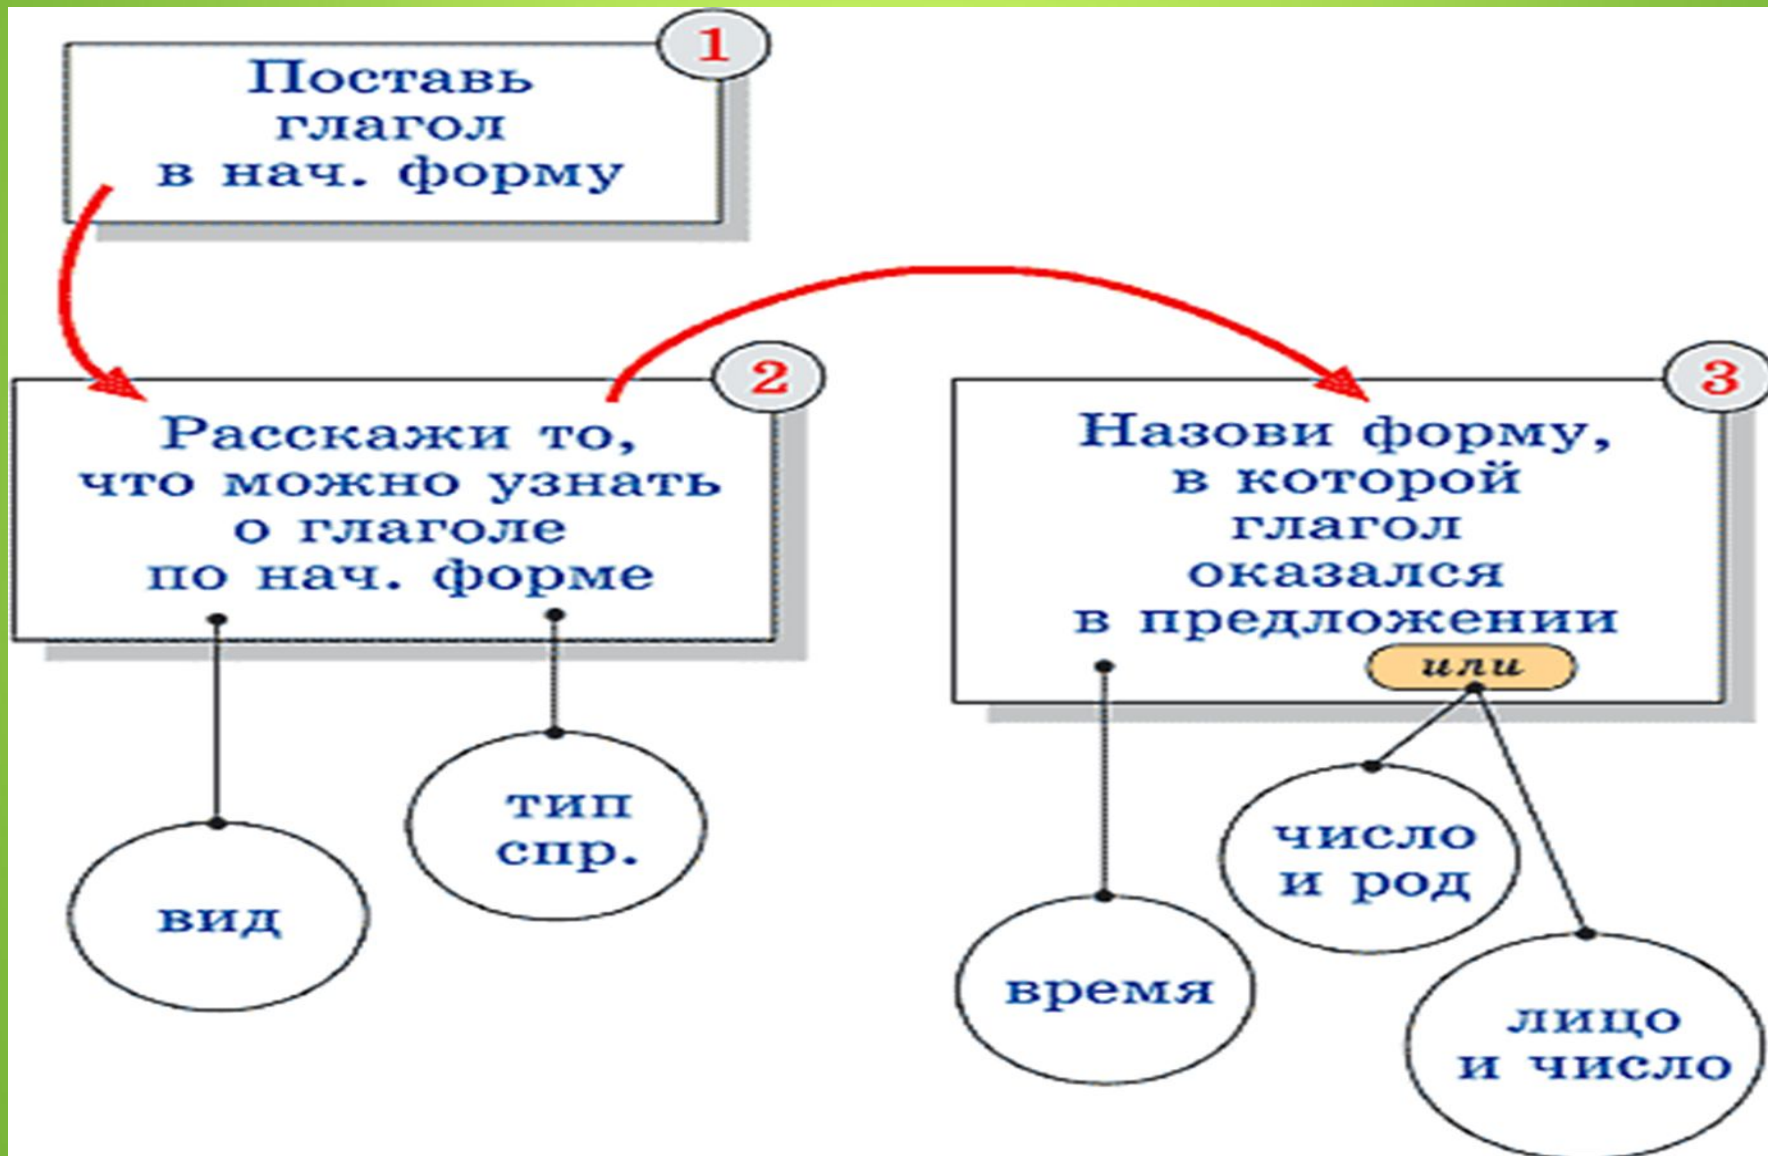 1
Поставь
глагол
в нач. форму
2
Расскажи то,
что можно узнать
о глаголе
по нач. форме
вид
тип
спр.
3
Назови форму,
в которой
глагол
оказался
в предложении
или
время
число
и род
лицо
и число